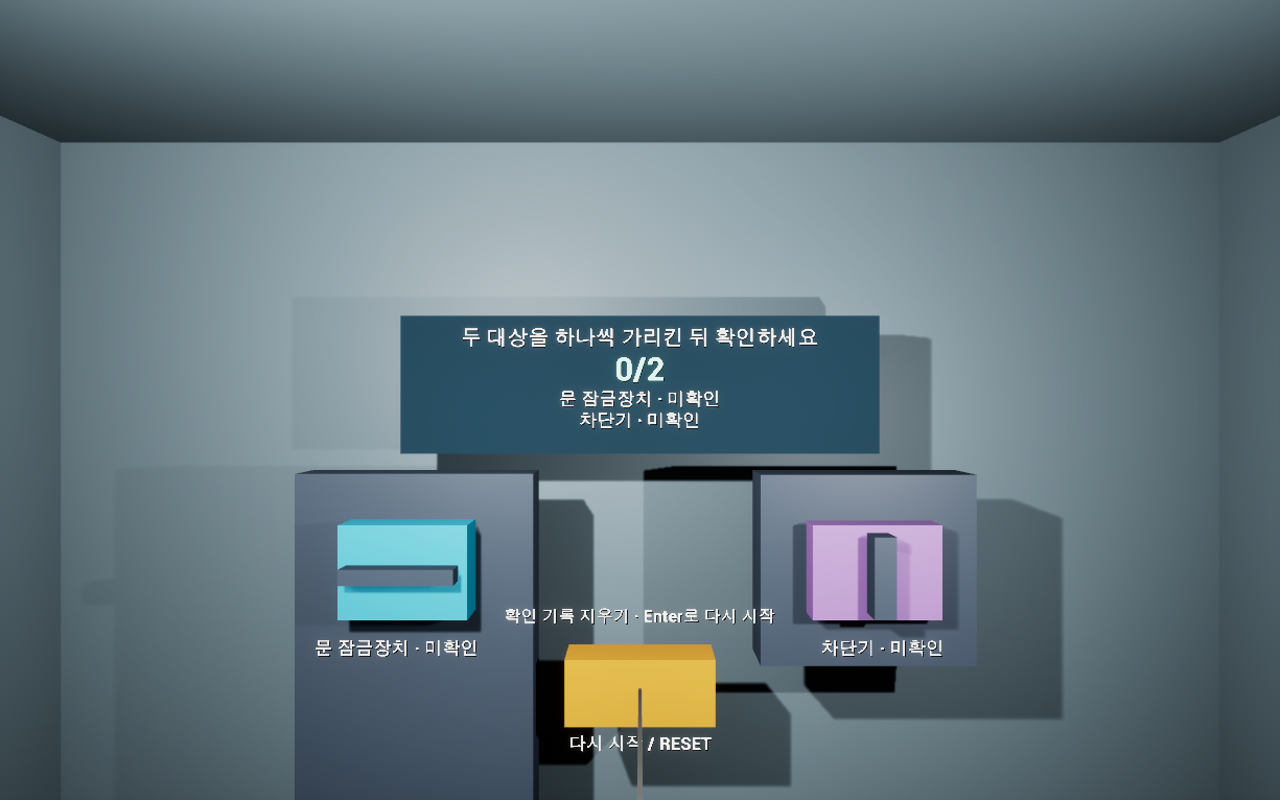 두 대상을 하나씩 가리킨 뒤 확인하세요
0/2
문 잠금장치 · 미확인
차단기 · 미확인
확인 기록 지우기 · Enter로 다시 시작
문 잠금장치 · 미확인
차단기 · 미확인
다시 시작 / RESET